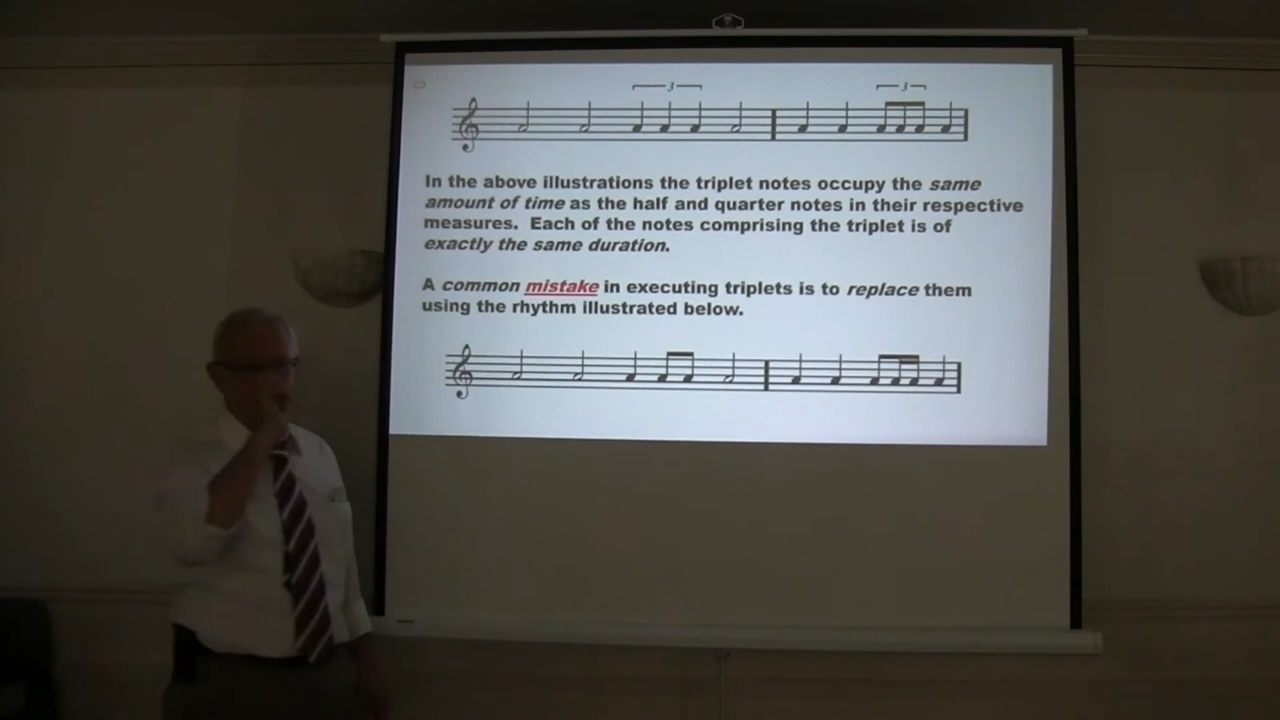 3 3
In the above illustrations the triplet notes occupy the same
amount of time as the half and quarter notes in their respective
measures. Each of the notes comprising the triplet is of
exactly the same duration.
A common mistake in executing triplets is to replace them
using the rhythm illustrated below.